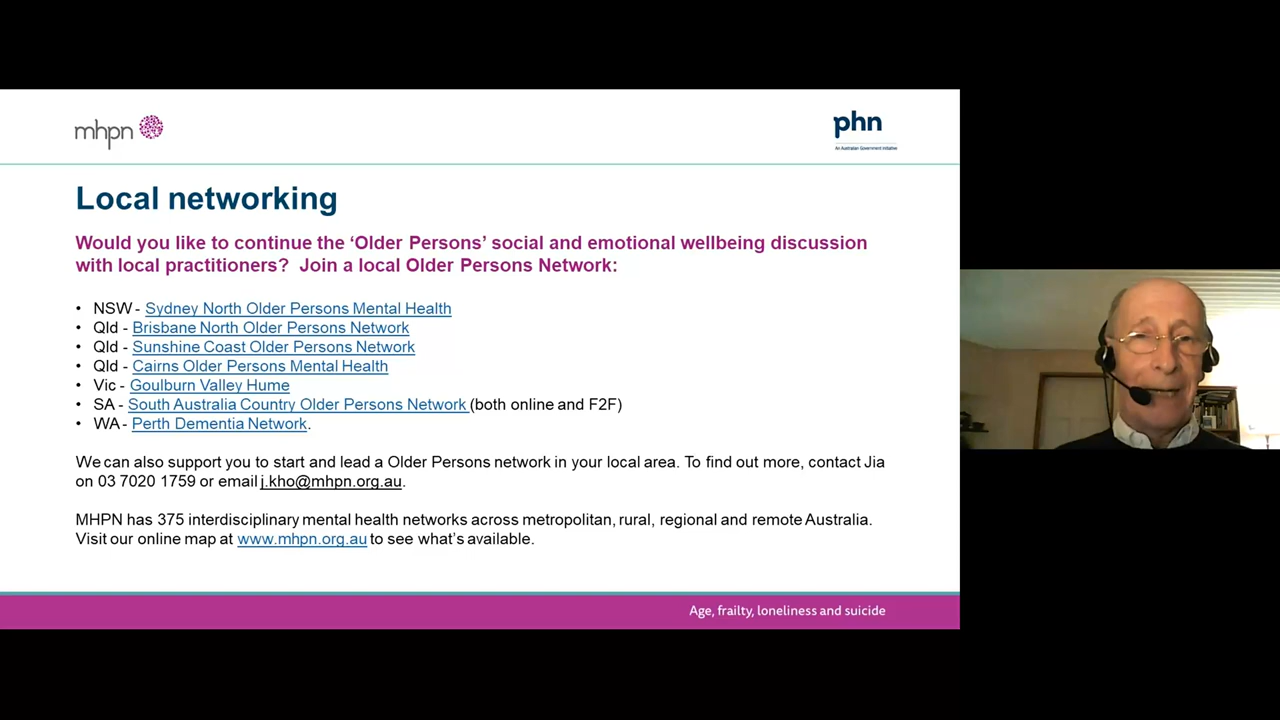 mhpn
phn
An Australian Government Initiative
Local networking
Would you like to continue the ‘Older Persons’ social and emotional wellbeing discussion
with local practitioners?  Join a local Older Persons Network:
• NSW - Sydney North Older Persons Mental Health
• Qld - Brisbane North Older Persons Network
• Qld - Sunshine Coast Older Persons Network
• Qld - Cairns Older Persons Mental Health
• Vic - Goulburn Valley Hume
• SA - South Australia Country Older Persons Network (both online and F2F)
• WA - Perth Dementia Network.
We can also support you to start and lead a Older Persons network in your local area. To find out more, contact Jia
on 03 7020 1759 or email j.kho@mhpn.org.au.
MHPN has 375 interdisciplinary mental health networks across metropolitan, rural, regional and remote Australia.
Visit our online map at www.mhpn.org.au to see what’s available.
Age, frailty, loneliness and suicide